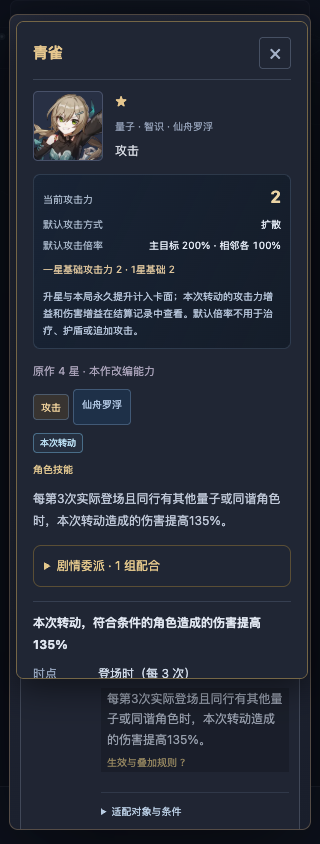 青雀
×
★
量子 · 智识 · 仙舟罗浮
攻击
当前攻击力 2
默认攻击方式 扩散
默认攻击倍率 主目标 200% · 相邻各 100%
一星基础攻击力 2 · 1星基础 2
升星与本局永久提升计入卡面；本次转动的攻击力增
益和伤害增益在结算记录中查看。默认倍率不用于治
疗、护盾或追加攻击。
原作 4 星 · 本作改编能力
攻击 仙舟罗浮
本次转动
角色技能
每第3次实际登场且同行有其他量子或同谐角色
时，本次转动造成的伤害提高135%。
▶ 剧情委派 · 1 组配合
本次转动，符合条件的角色造成的伤害提高
135%
时点 登场时（每 3 次）
每第3次实际登场且同行有其他量
子或同谐角色时，本次转动造成
的伤害提高135%。
生效与叠加规则 ?
▶ 适配对象与条件